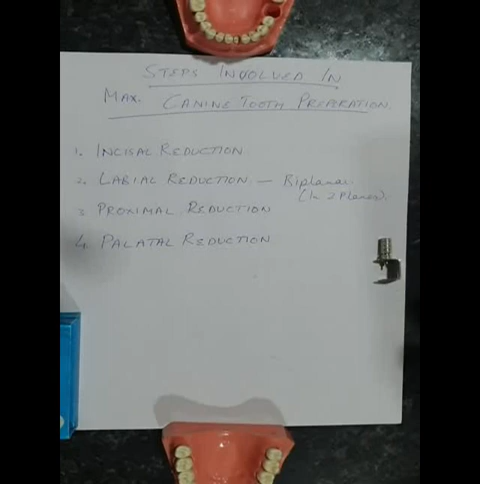 STEPS INVOLVED IN
MAX. CANINE TOOTH PREPARATION.
1. INCISAL REDUCTION
2. LABIAL REDUCTION — Biplanar
(In 2 Planes).
3. PROXIMAL REDUCTION
4. PALATAL REDUCTION